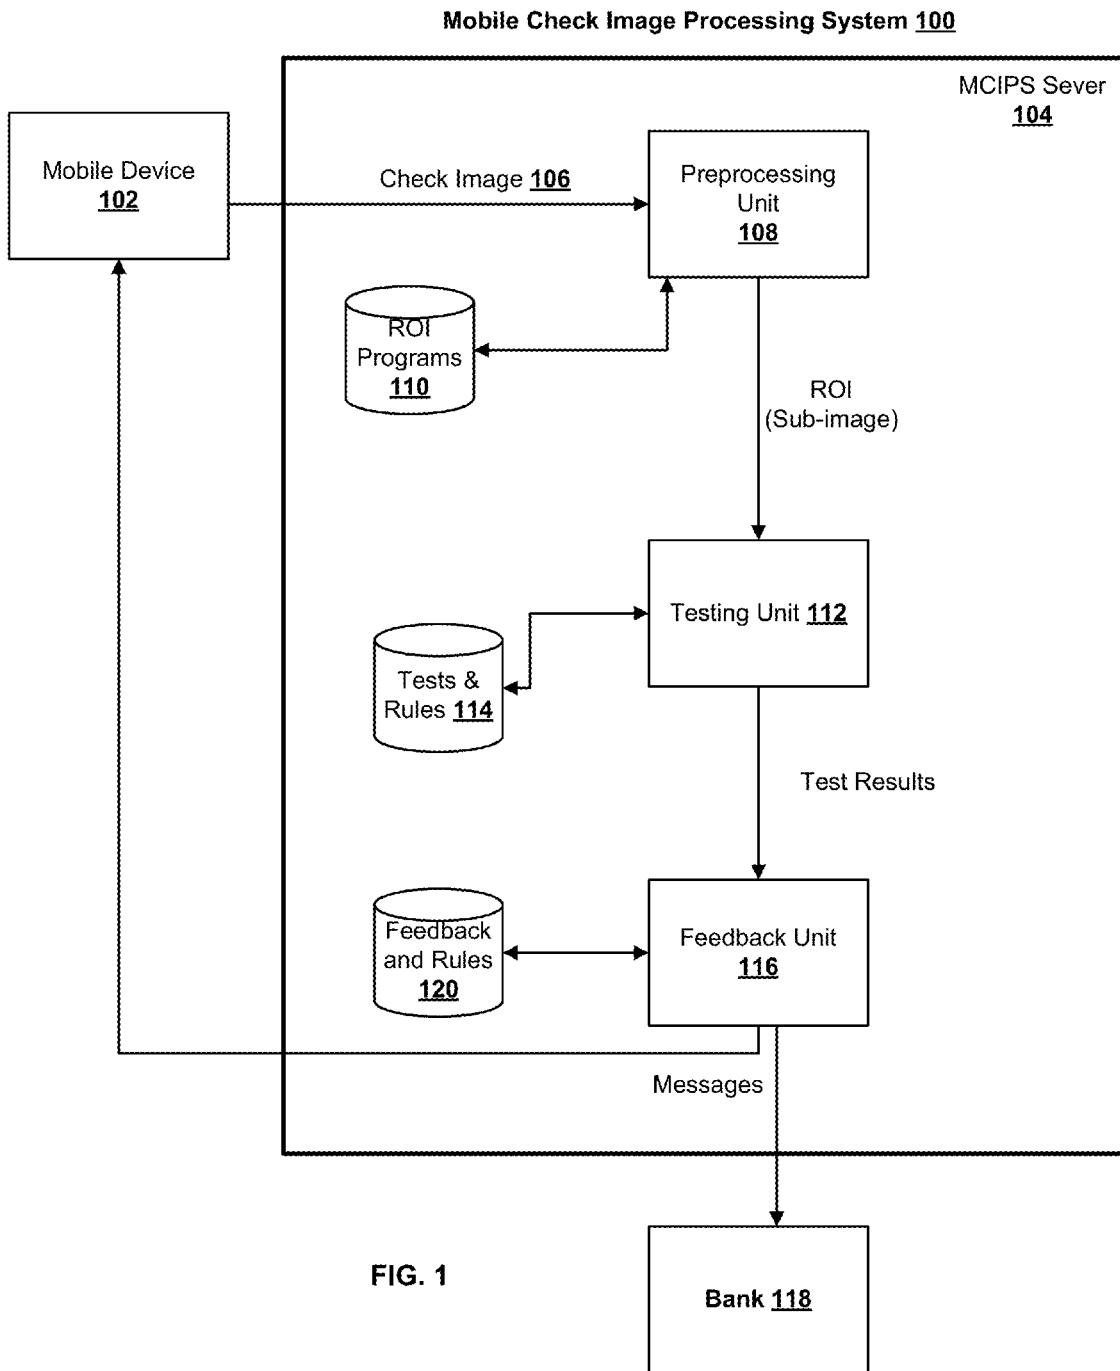 Mobile Check Image Processing System 100
MCIPS Sever
104
Mobile Device
102
Check Image 106
Preprocessing
Unit
108
ROI
Programs
110
ROI
(Sub-image)
Testing Unit 112
Tests &
Rules 114
Test Results
Feedback
and Rules
120
Feedback Unit
116
Messages
FIG. 1
Bank 118